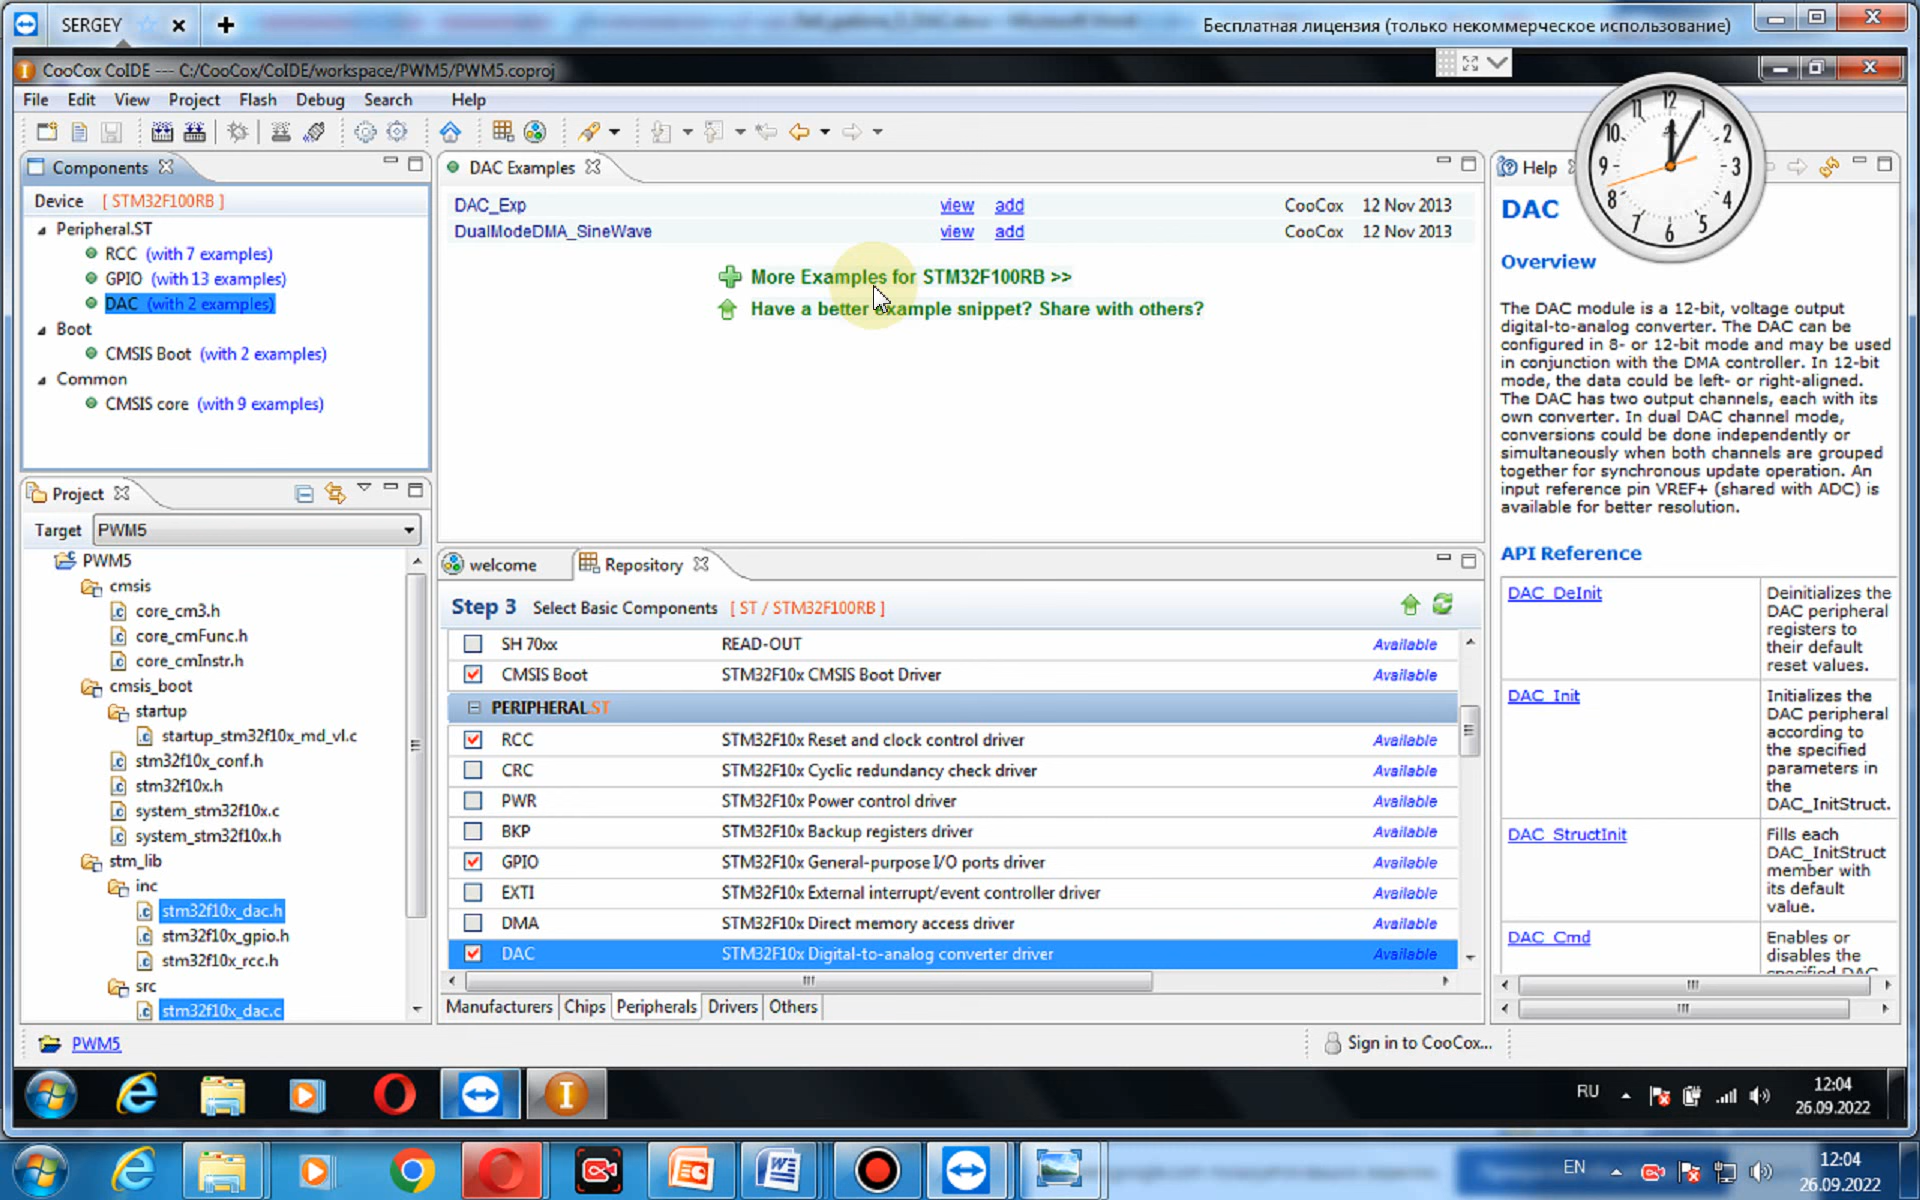 SERGEY
Бесплатная лицензия (только некоммерческое использование)
CooCox CoIDE --- C:/CooCox/CoIDE/workspace/PWM5/PWM5.coproj
File Edit View Project Flash Debug Search Help
Components
Device [ STM32F100RB ]
Peripheral.ST
RCC (with 7 examples)
GPIO (with 13 examples)
DAC (with 2 examples)
Boot
CMSIS Boot (with 2 examples)
Common
CMSIS core (with 9 examples)
DAC Examples
DAC_Exp view add CooCox 12 Nov 2013
DualModeDMA_SineWave view add CooCox 12 Nov 2013
More Examples for STM32F100RB >>
Have a better example snippet? Share with others?
Help
12 1 2 3 4 5 6 7 8 9 10 11
DAC
Overview
The DAC module is a 12-bit, voltage output
digital-to-analog converter. The DAC can be
configured in 8- or 12-bit mode and may be used
in conjunction with the DMA controller. In 12-bit
mode, the data could be left- or right-aligned.
The DAC has two output channels, each with its
own converter. In dual DAC channel mode,
conversions could be done independently or
simultaneously when both channels are grouped
together for synchronous update operation. An
input reference pin VREF+ (shared with ADC) is
available for better resolution.
API Reference
DAC_DeInit Deinitializes the
DAC peripheral
registers to
their default
reset values.
DAC_Init Initializes the
DAC peripheral
according to
the specified
parameters in
the
DAC_InitStruct.
DAC_StructInit Fills each
DAC_InitStruct
member with
its default
value.
DAC_Cmd Enables or
disables the
specified DAC
Project
Target PWM5
PWM5
cmsis
core_cm3.h
core_cmFunc.h
core_cmInstr.h
cmsis_boot
startup
startup_stm32f10x_md_vl.c
stm32f10x_conf.h
stm32f10x.h
system_stm32f10x.c
system_stm32f10x.h
stm_lib
inc
stm32f10x_dac.h
stm32f10x_gpio.h
stm32f10x_rcc.h
src
stm32f10x_dac.c
welcome Repository
Step 3 Select Basic Components [ ST / STM32F100RB ]
SH 70xx READ-OUT Available
CMSIS Boot STM32F10x CMSIS Boot Driver Available
PERIPHERAL.ST
RCC STM32F10x Reset and clock control driver Available
CRC STM32F10x Cyclic redundancy check driver Available
PWR STM32F10x Power control driver Available
BKP STM32F10x Backup registers driver Available
GPIO STM32F10x General-purpose I/O ports driver Available
EXTI STM32F10x External interrupt/event controller driver Available
DMA STM32F10x Direct memory access driver Available
DAC STM32F10x Digital-to-analog converter driver Available
Manufacturers Chips Peripherals Drivers Others
PWM5
Sign in to CooCox...
RU
12:04
26.09.2022
EN
12:04
26.09.2022